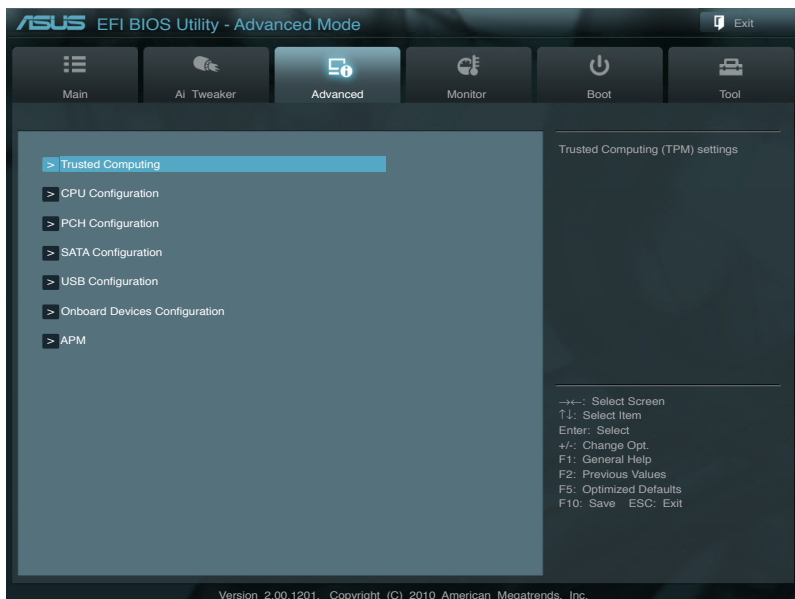 ASUS EFI BIOS Utility - Advanced Mode
Exit
Main
Ai Tweaker
Advanced
Monitor
Boot
Tool
> Trusted Computing
> CPU Configuration
> PCH Configuration
> SATA Configuration
> USB Configuration
> Onboard Devices Configuration
> APM
Trusted Computing (TPM) settings
→←: Select Screen
↑↓: Select Item
Enter: Select
+/-: Change Opt.
F1: General Help
F2: Previous Values
F5: Optimized Defaults
F10: Save ESC: Exit
Version 2.00.1201. Copyright (C) 2010 American Megatrends, Inc.